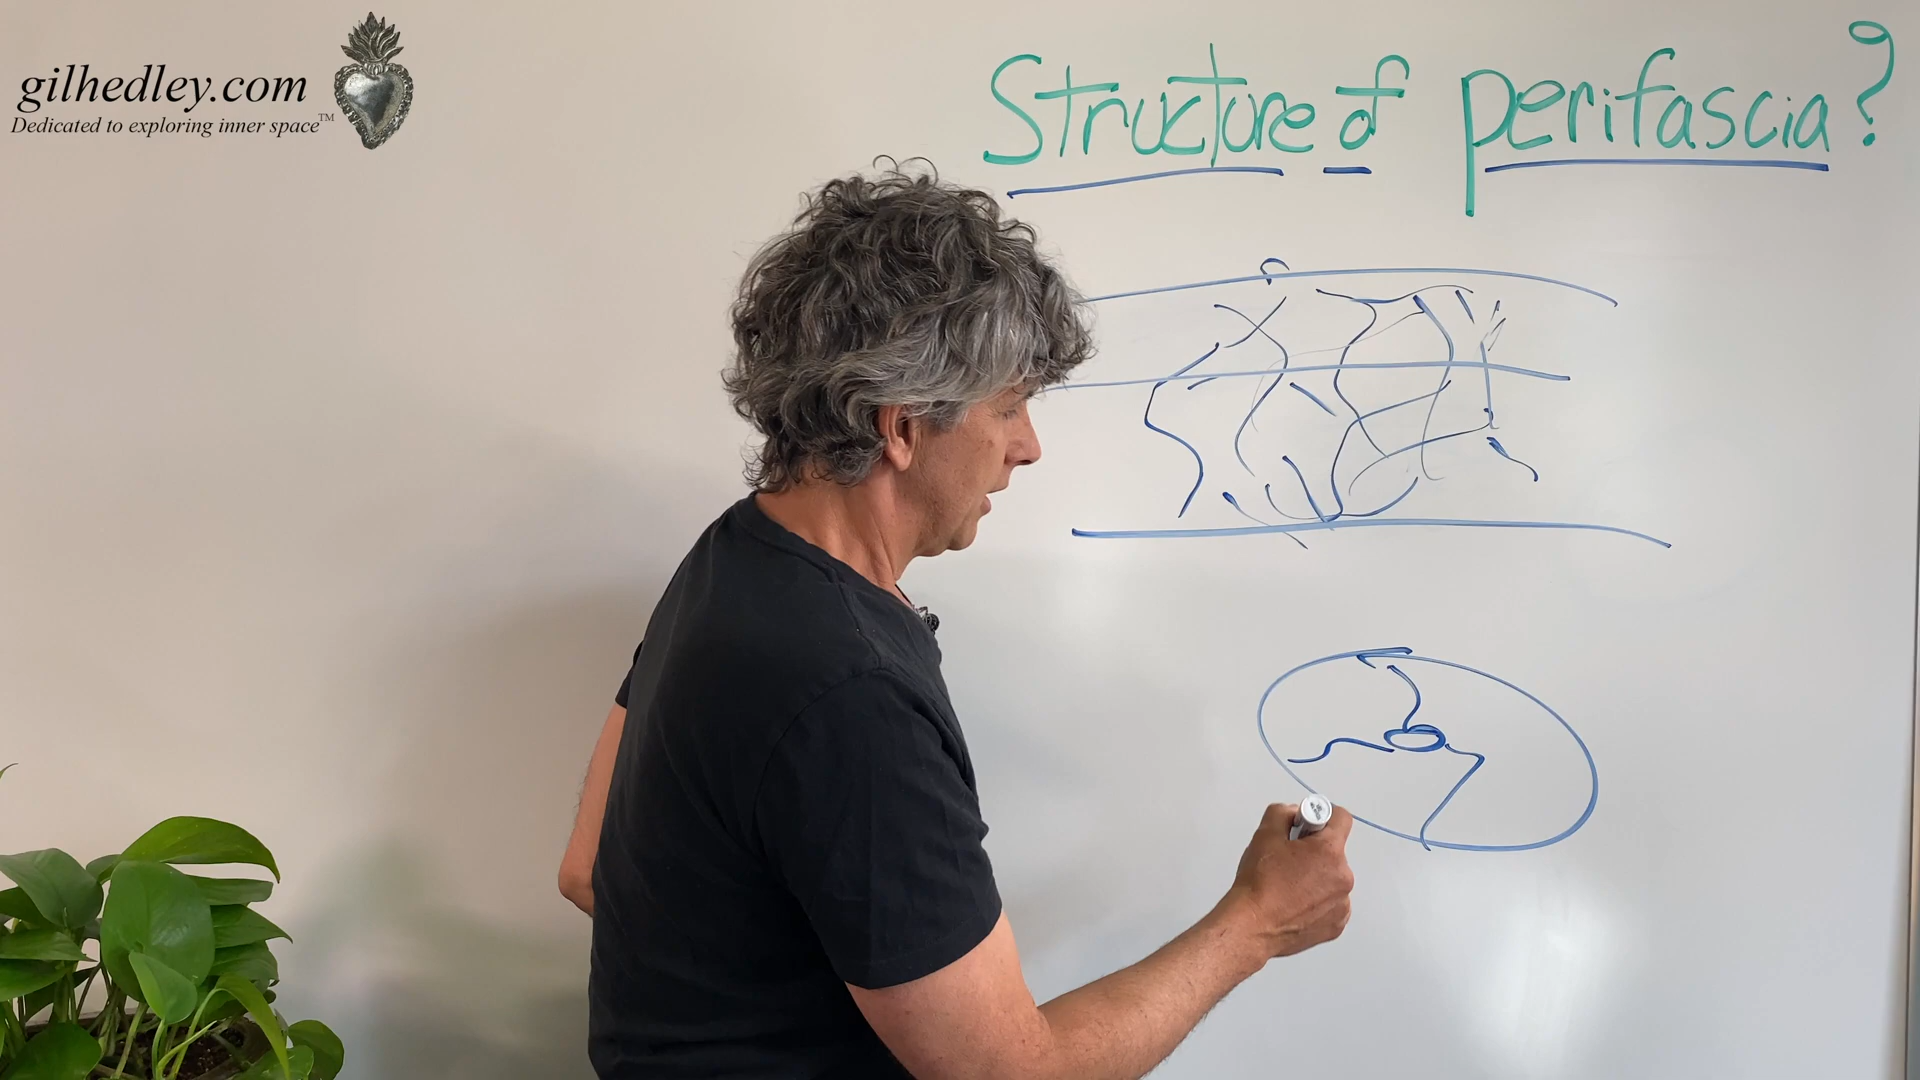 gilhedley.com
Dedicated to exploring inner space™
Structure of perifascia?